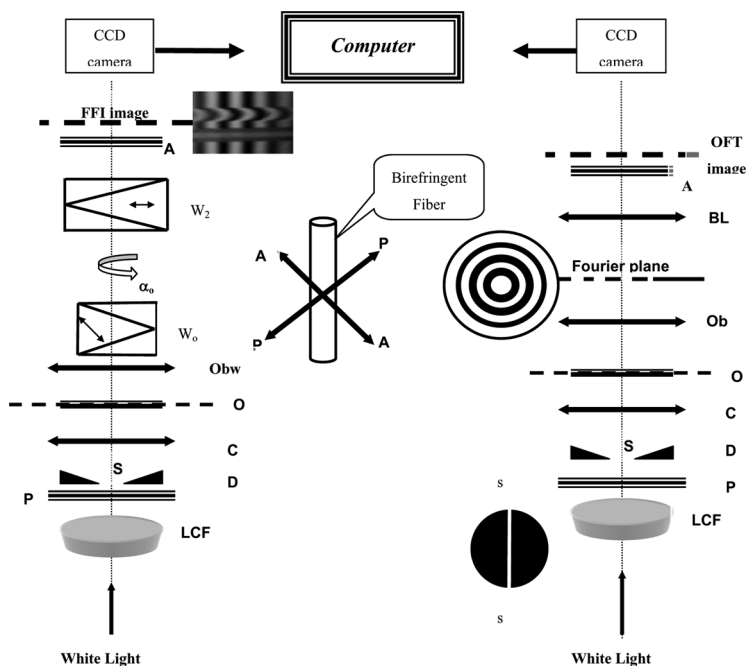 CCD
camera
Computer
CCD
camera
FFI image
A
W2
αo
Wo
Obw
O
C
S
D
P
LCF
White Light
Birefringent
Fiber
A
P
P
A
OFT
image
A
BL
Fourier plane
Ob
O
C
S
D
P
LCF
s
s
White Light